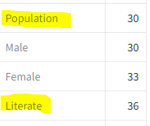 Population 30
Male 30
Female 33
Literate 36